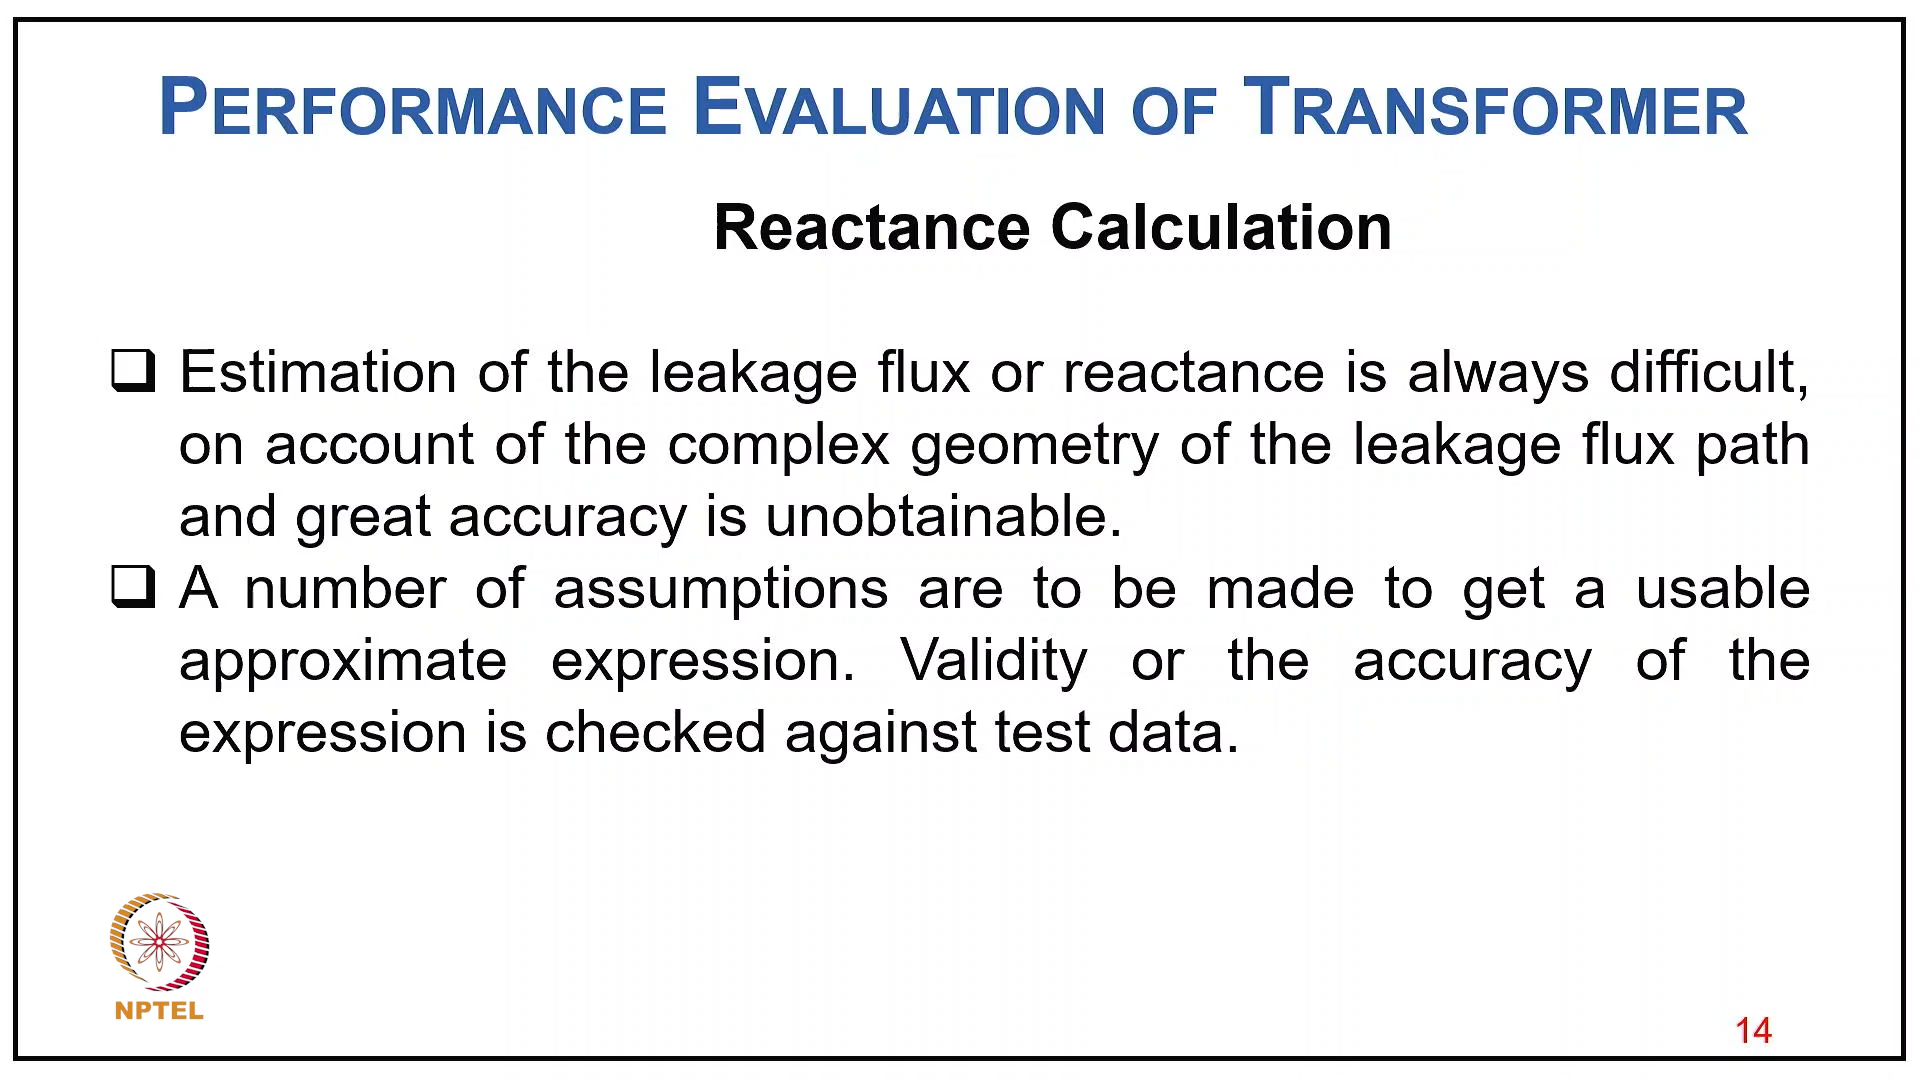 PERFORMANCE EVALUATION OF TRANSFORMER
Reactance Calculation
❑ Estimation of the leakage flux or reactance is always difficult,
on account of the complex geometry of the leakage flux path
and great accuracy is unobtainable.
❑ A number of assumptions are to be made to get a usable
approximate expression. Validity or the accuracy of the
expression is checked against test data.
NPTEL
14